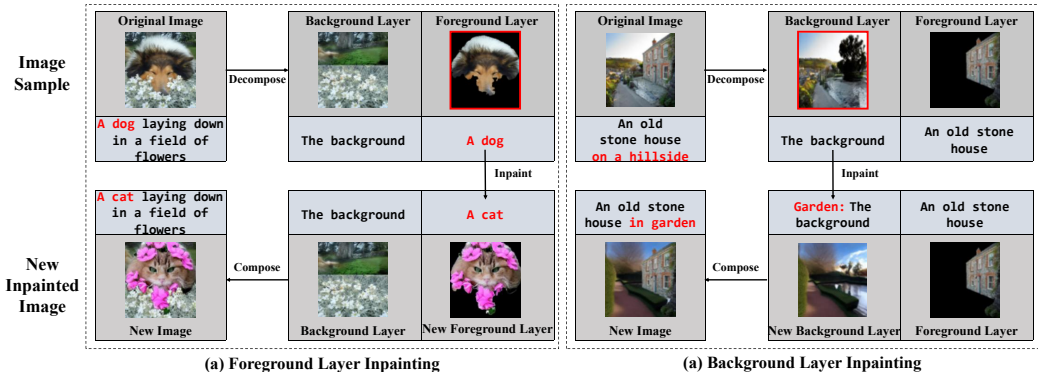 Original Image
Background Layer
Foreground Layer
Image
Sample
Decompose
A dog laying down
in a field of
flowers
The background
A dog
Inpaint
A cat laying down
in a field of
flowers
The background
A cat
New
Inpainted
Image
Compose
New Image
Background Layer
New Foreground Layer
(a) Foreground Layer Inpainting
Original Image
Background Layer
Foreground Layer
Decompose
An old
stone house
on a hillside
The background
An old stone
house
Inpaint
An old stone
house in garden
Garden: The
background
An old stone
house
Compose
New Image
New Background Layer
Foreground Layer
(a) Background Layer Inpainting